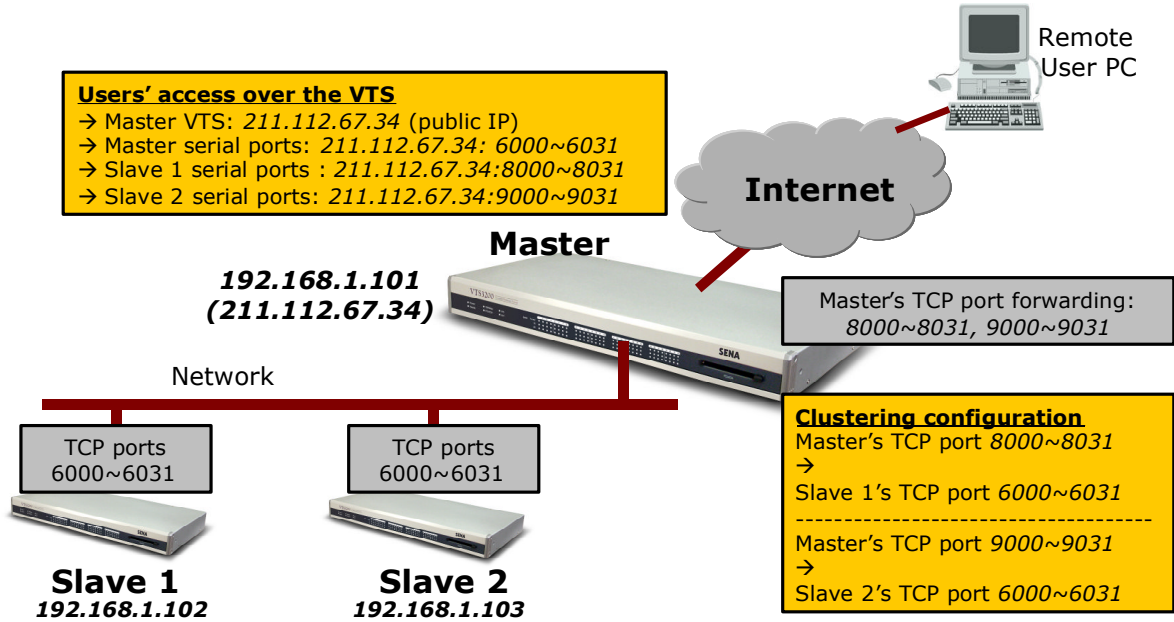 Remote
User PC
Users’ access over the VTS
→ Master VTS: 211.112.67.34 (public IP)
→ Master serial ports: 211.112.67.34: 6000~6031
→ Slave 1 serial ports : 211.112.67.34:8000~8031
→ Slave 2 serial ports: 211.112.67.34:9000~9031
Internet
Master
192.168.1.101
(211.112.67.34)
VTS3200
SENA
Master’s TCP port forwarding:
8000~8031, 9000~9031
Network
TCP ports
6000~6031
TCP ports
6000~6031
Clustering configuration
Master’s TCP port 8000~8031
→
Slave 1’s TCP port 6000~6031
-------------------------------------
Master’s TCP port 9000~9031
→
Slave 2’s TCP port 6000~6031
SENA
SENA
Slave 1
192.168.1.102
Slave 2
192.168.1.103